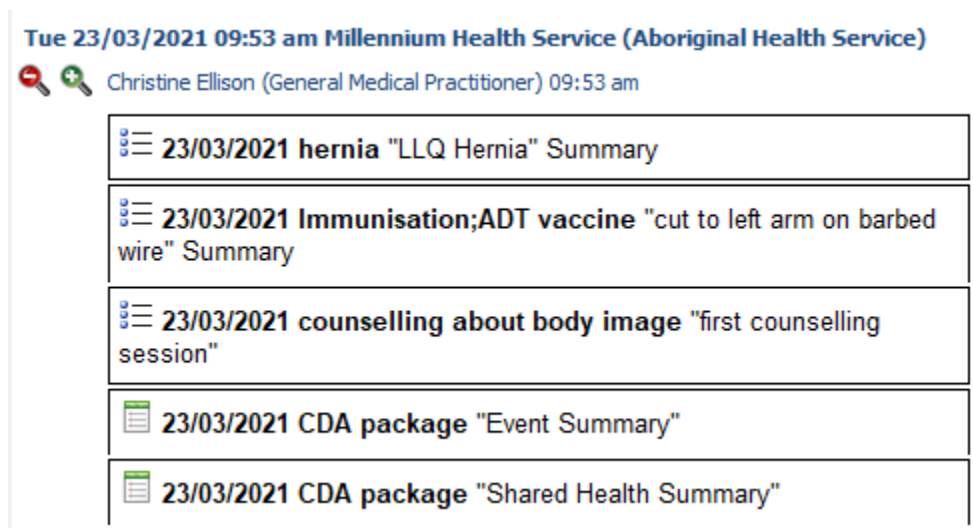 Tue 23/03/2021 09:53 am Millennium Health Service (Aboriginal Health Service)
Christine Ellison (General Medical Practitioner) 09:53 am
23/03/2021 hernia "LLQ Hernia" Summary
23/03/2021 Immunisation;ADT vaccine "cut to left arm on barbed
wire" Summary
23/03/2021 counselling about body image "first counselling
session"
23/03/2021 CDA package "Event Summary"
23/03/2021 CDA package "Shared Health Summary"